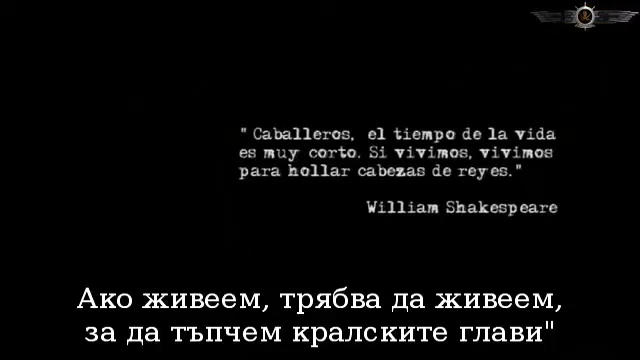 " Caballeros, el tiempo de la vida
es muy corto. Si vivimos, vivimos
para hollar cabezas de reyes."
William Shakespeare
Ако живеем, трябва да живеем,
за да тъпчем кралските глави"